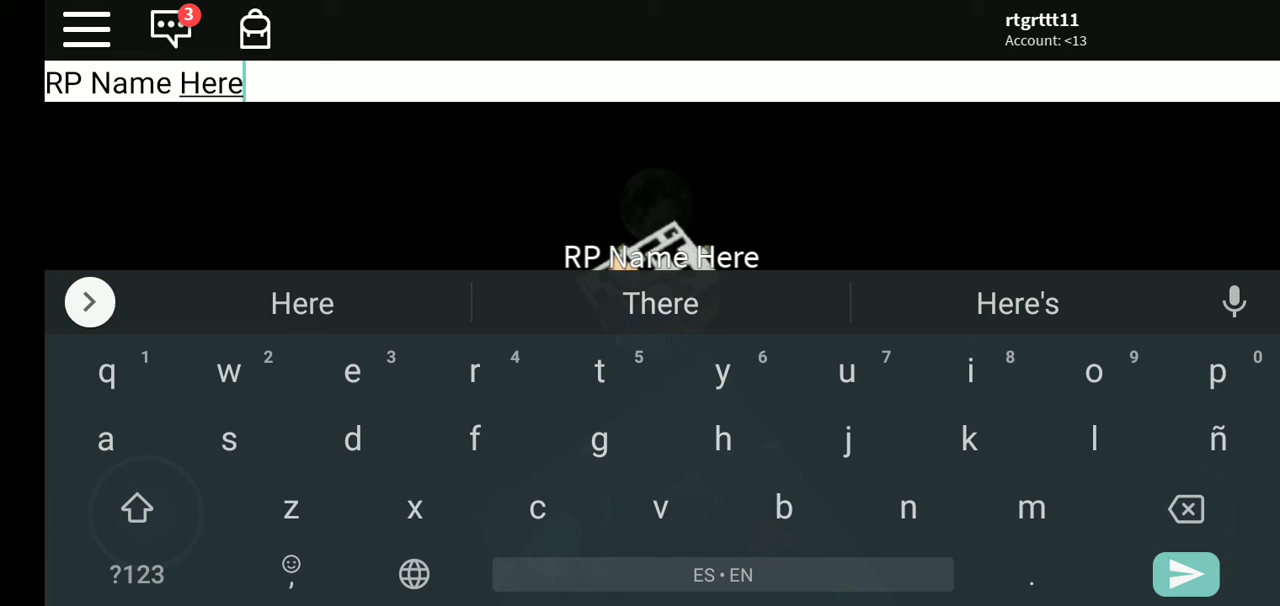 3
rtgrttt11
Account: <13
RP Name Here
RP Name Here
Here There Here's
q 1 w 2 e 3 r 4 t 5 y 6 u 7 i 8 o 9 p 0
a s d f g h j k l ñ
z x c v b n m
?123 , ES • EN .